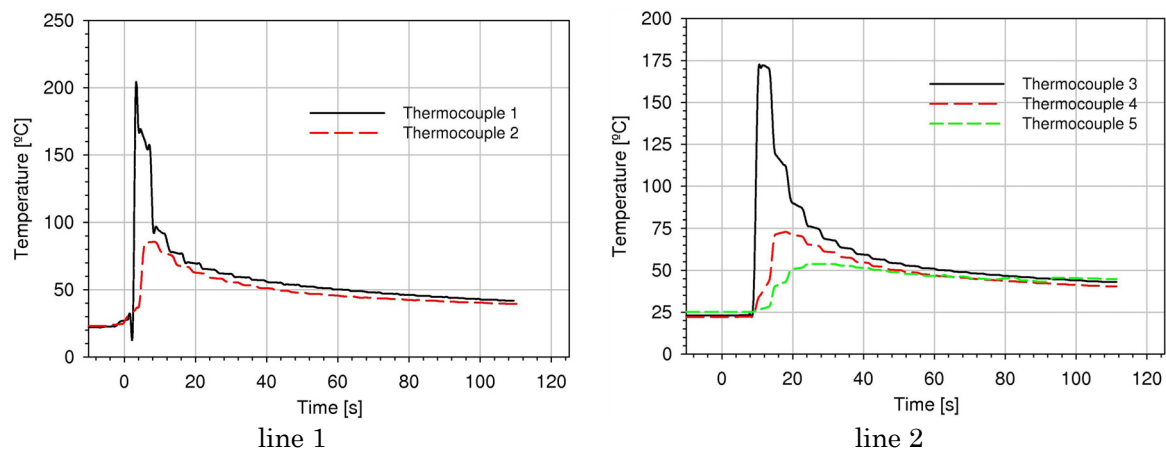 250
200
150
100
50
0
Temperature [ºC]
Thermocouple 1
Thermocouple 2
0 20 40 60 80 100 120
Time [s]
line 1
200
175
150
125
100
75
50
25
0
Temperature [ºC]
Thermocouple 3
Thermocouple 4
Thermocouple 5
0 20 40 60 80 100 120
Time [s]
line 2